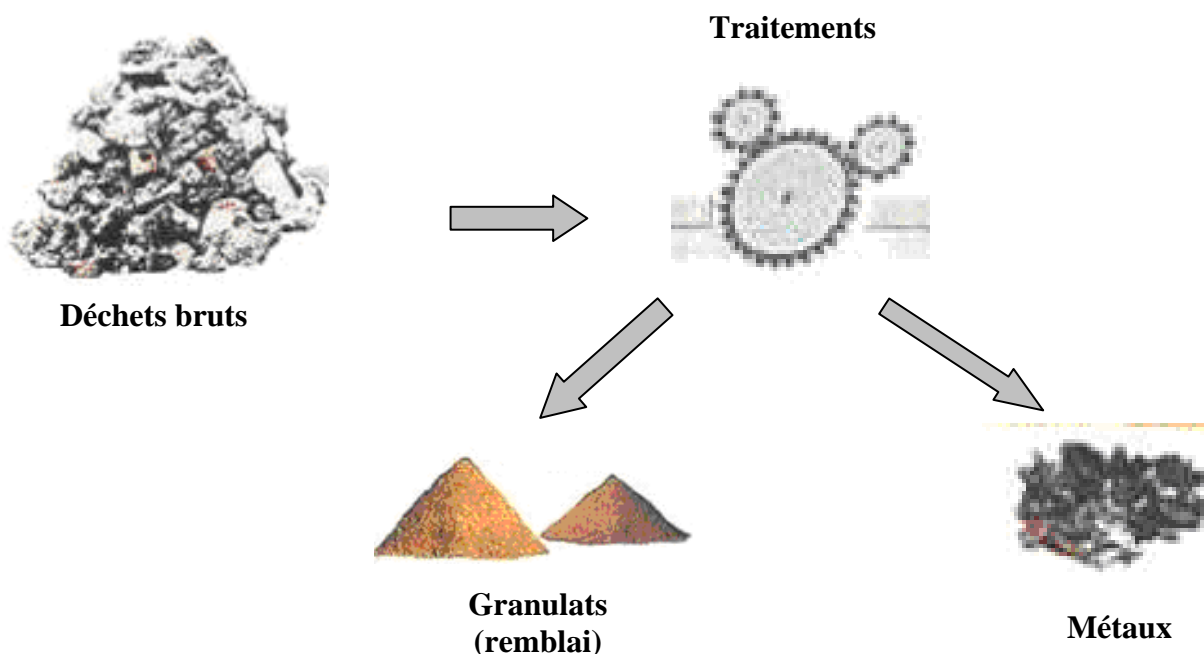 Traitements
Déchets bruts
Granulats
(remblai)
Métaux